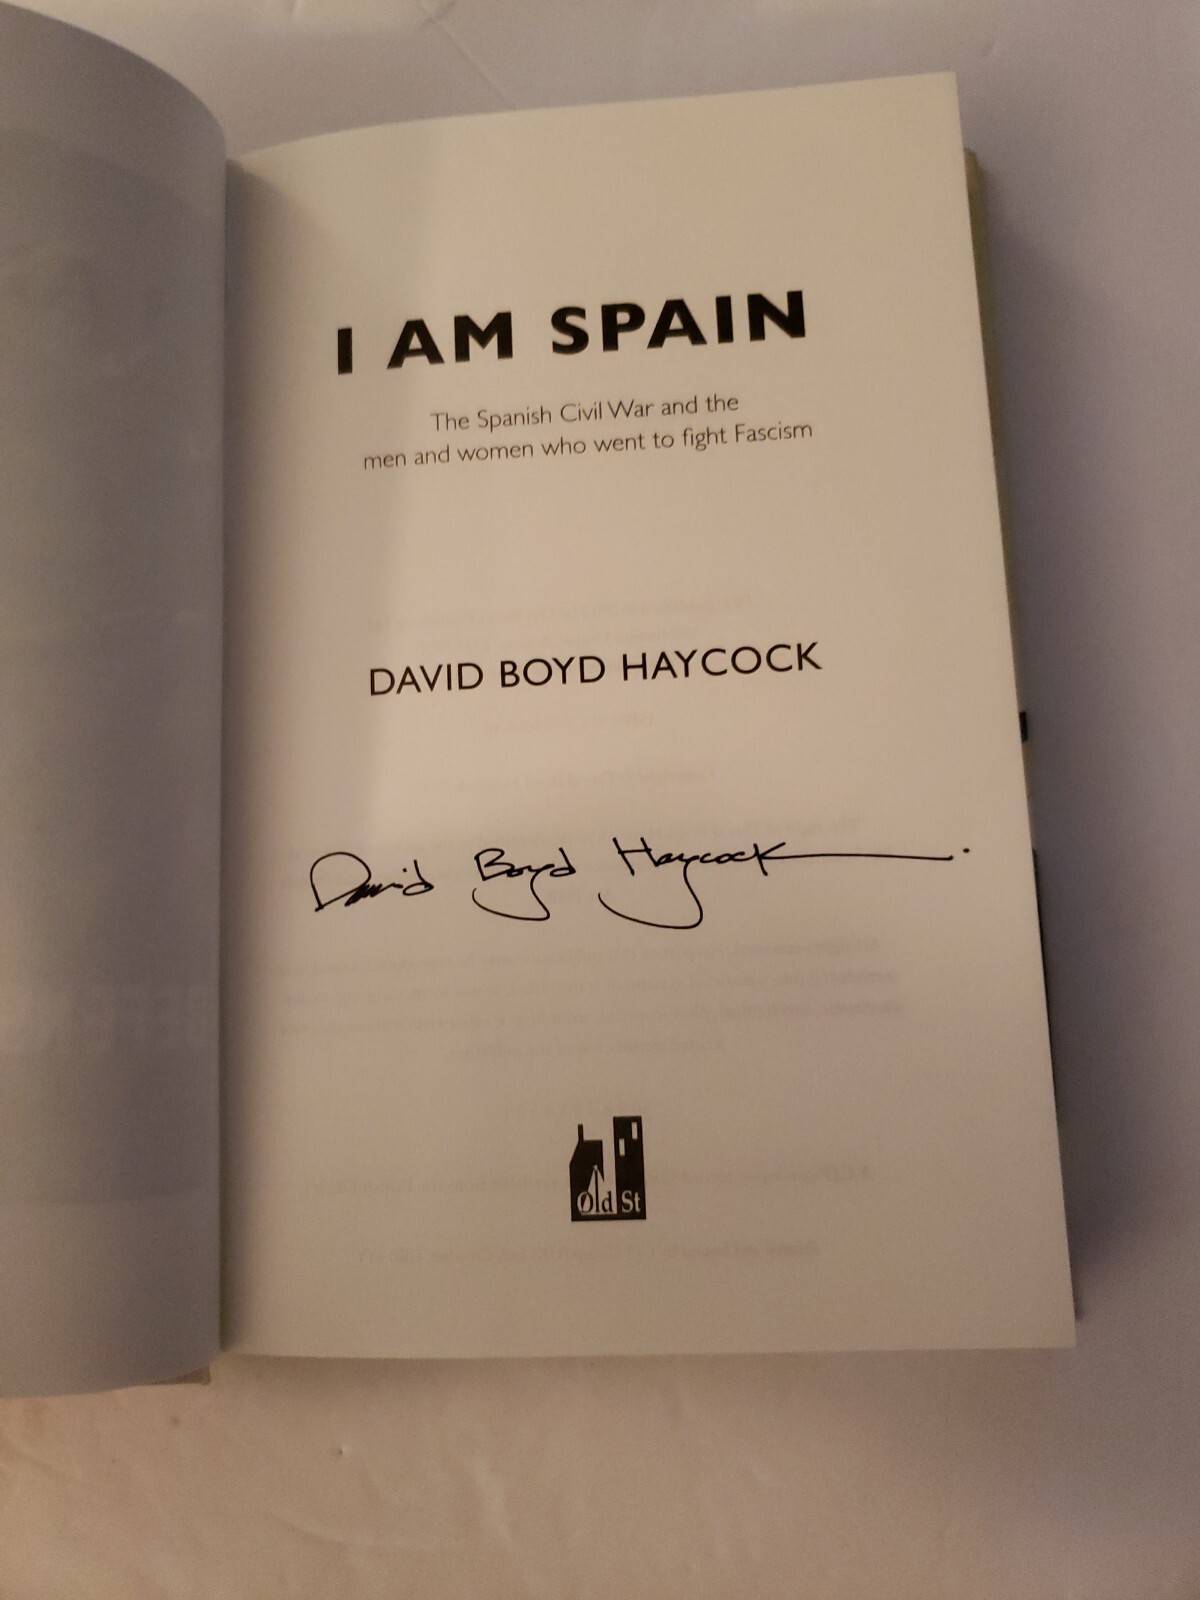 I AM SPAIN
The Spanish Civil War and the
men and women who went to fight Fascism
DAVID BOYD HAYCOCK
David Boyd Haycock
Old St